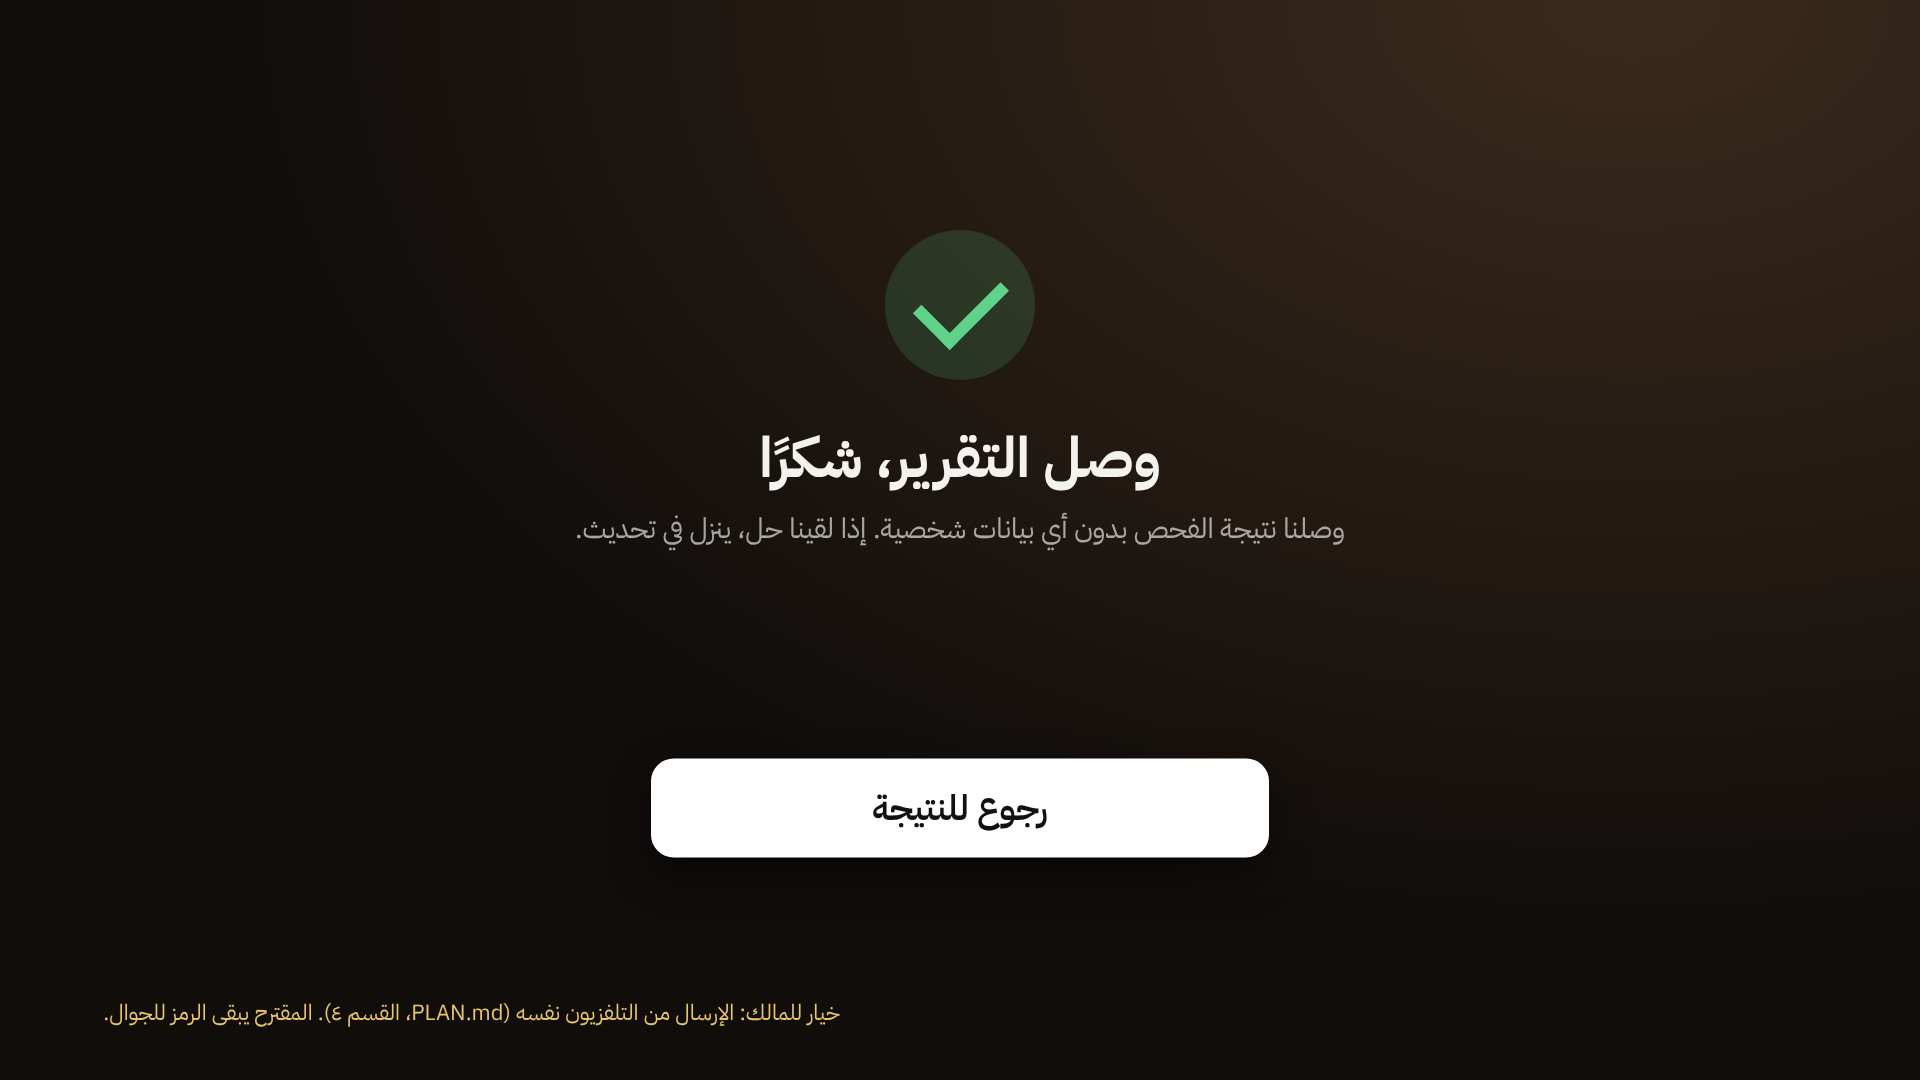 وصل التقرير، شكرًا
وصلنا نتيجة الفحص بدون أي بيانات شخصية. إذا لقينا حل، ينزل في تحديث.
رجوع للنتيجة
خيار للمالك: الإرسال من التلفزيون نفسه (PLAN.md، القسم ٤). المقترح يبقى الرمز للجوال.